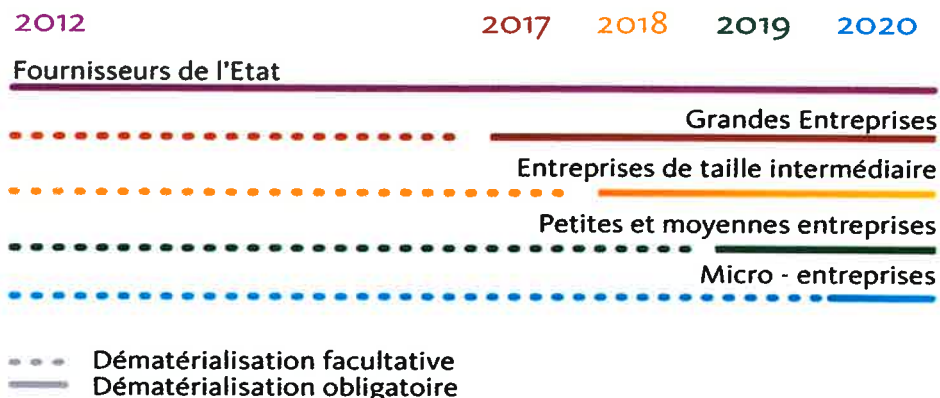 2012 2017 2018 2019 2020
Fournisseurs de l'Etat
Grandes Entreprises
Entreprises de taille intermédiaire
Petites et moyennes entreprises
Micro - entreprises
Dématérialisation facultative
Dématérialisation obligatoire